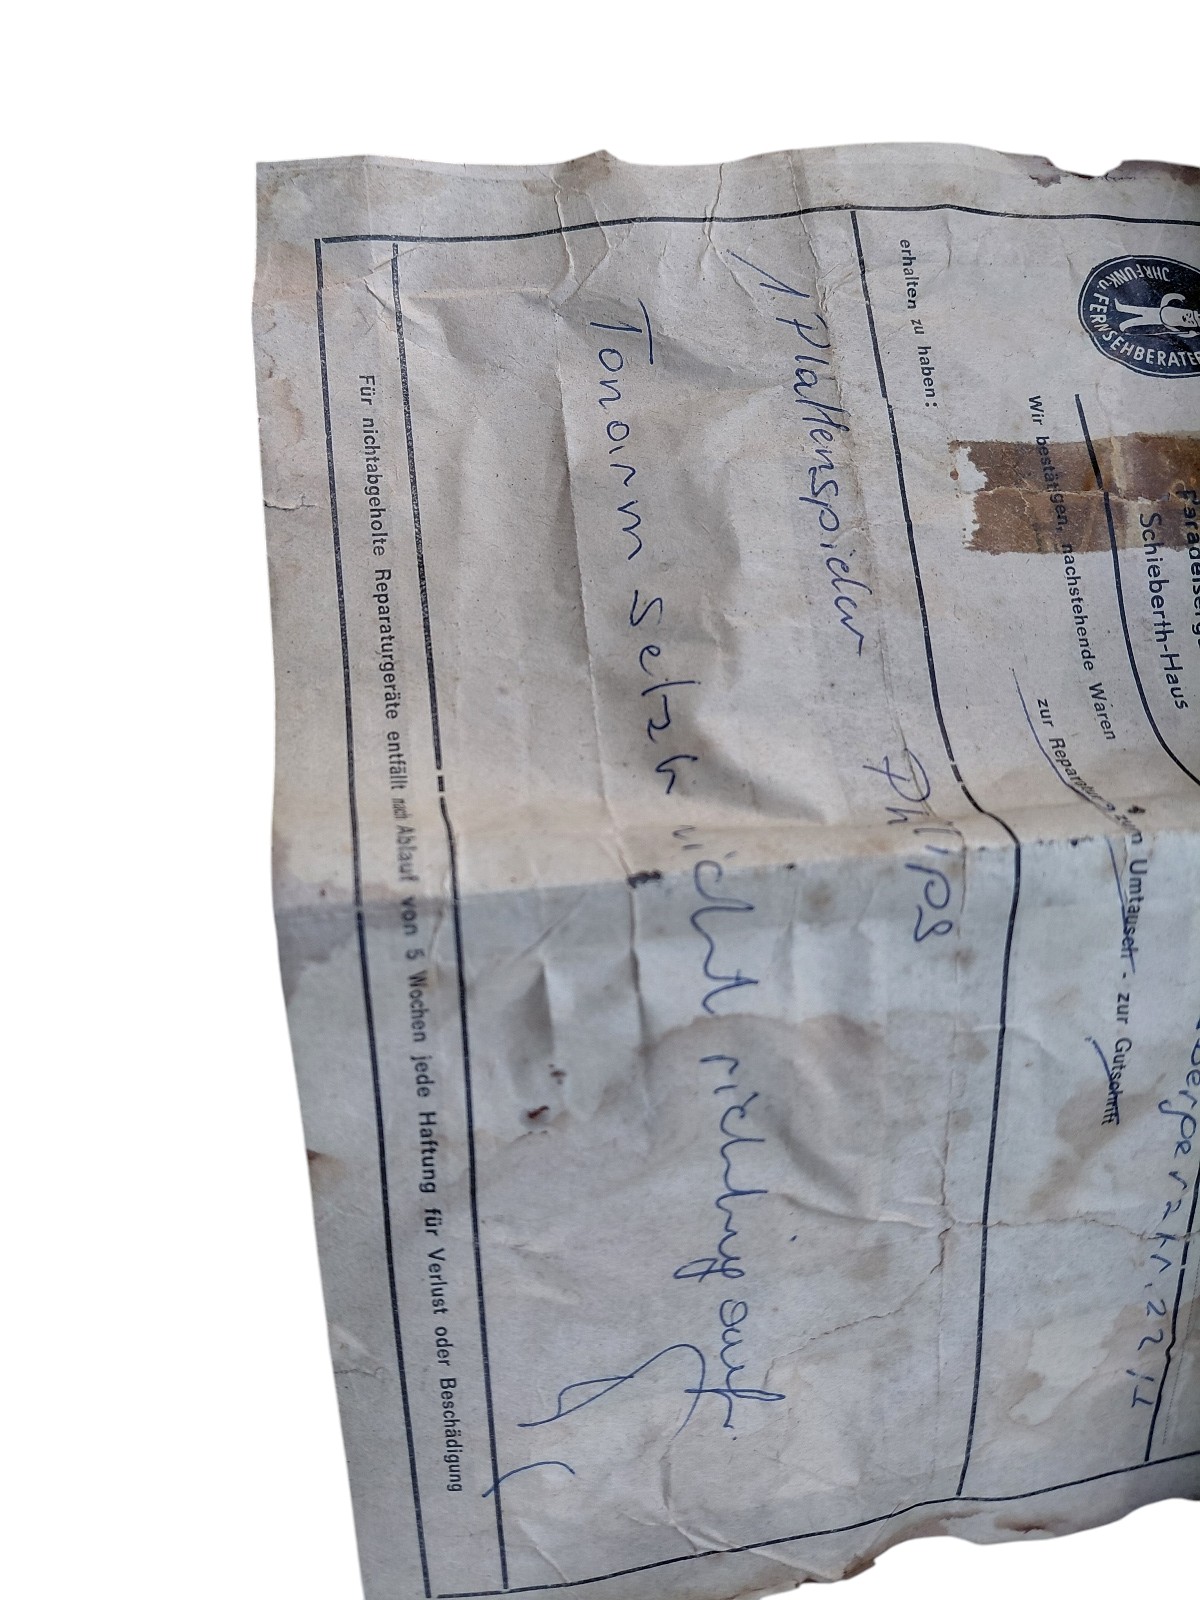 JHR FUNK u. FERNSEHBERATER
Schieberth-Haus
Wir bestätigen, nachstehende Waren
zur Reparatur - zum Umtausch - zur Gutschrift
erhalten zu haben:
1 Plattenspieler Philips
Tonarm setzt nicht richtig auf.
Für nichtabgeholte Reparaturgeräte entfällt nach Ablauf von 5 Wochen jede Haftung für Verlust oder Beschädigung